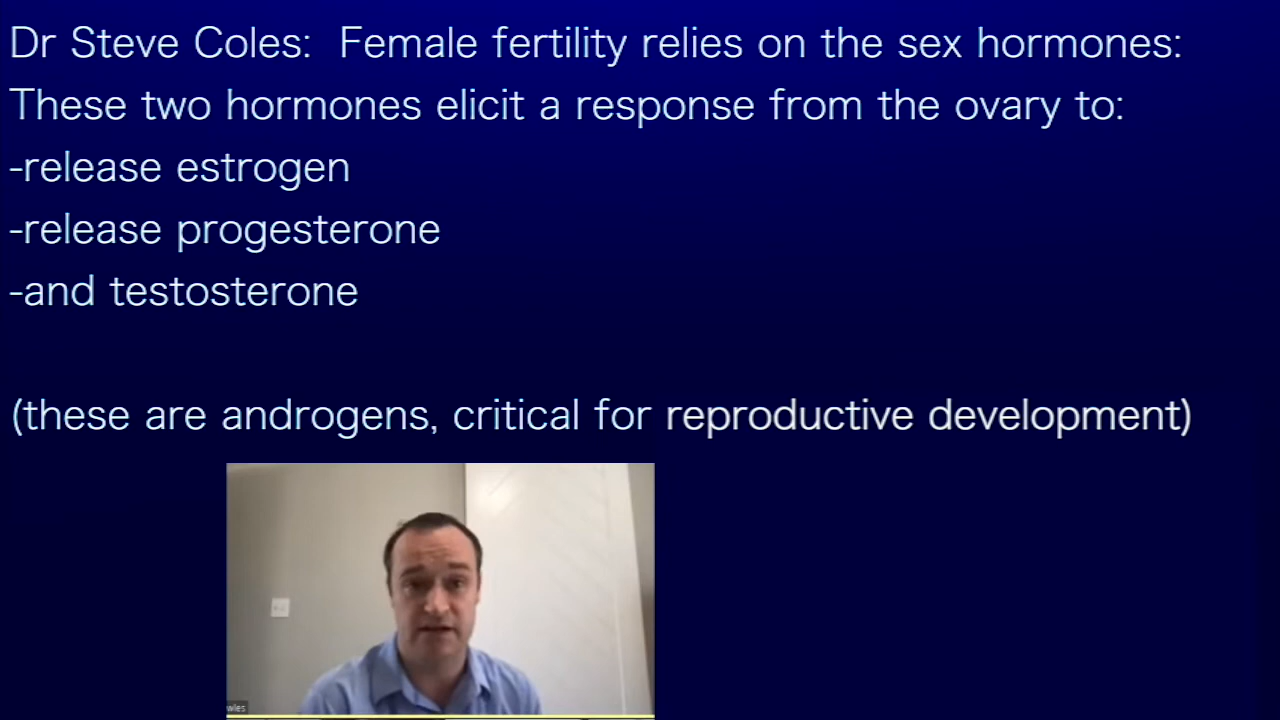 Dr Steve Coles: Female fertility relies on the sex hormones:
These two hormones elicit a response from the ovary to:
-release estrogen
-release progesterone
-and testosterone
(these are androgens, critical for reproductive development)
wles